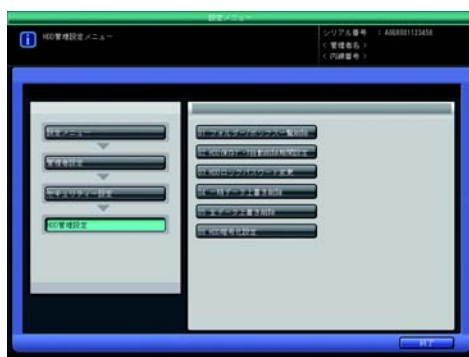 設定メニュー
HDD管理設定メニュー
シリアル番号 : A0G0001123456
< 管理者名 >
< 内線番号 >
設定メニュー
管理者設定
セキュリティー設定
HDD管理設定
01 フォルダー/ボックス一覧削除
02 HDD保存データ自動削除期間設定
03 HDDロックパスワード変更
04 一時データ上書き削除
05 全データ上書き削除
06 HDD暗号化設定
終了